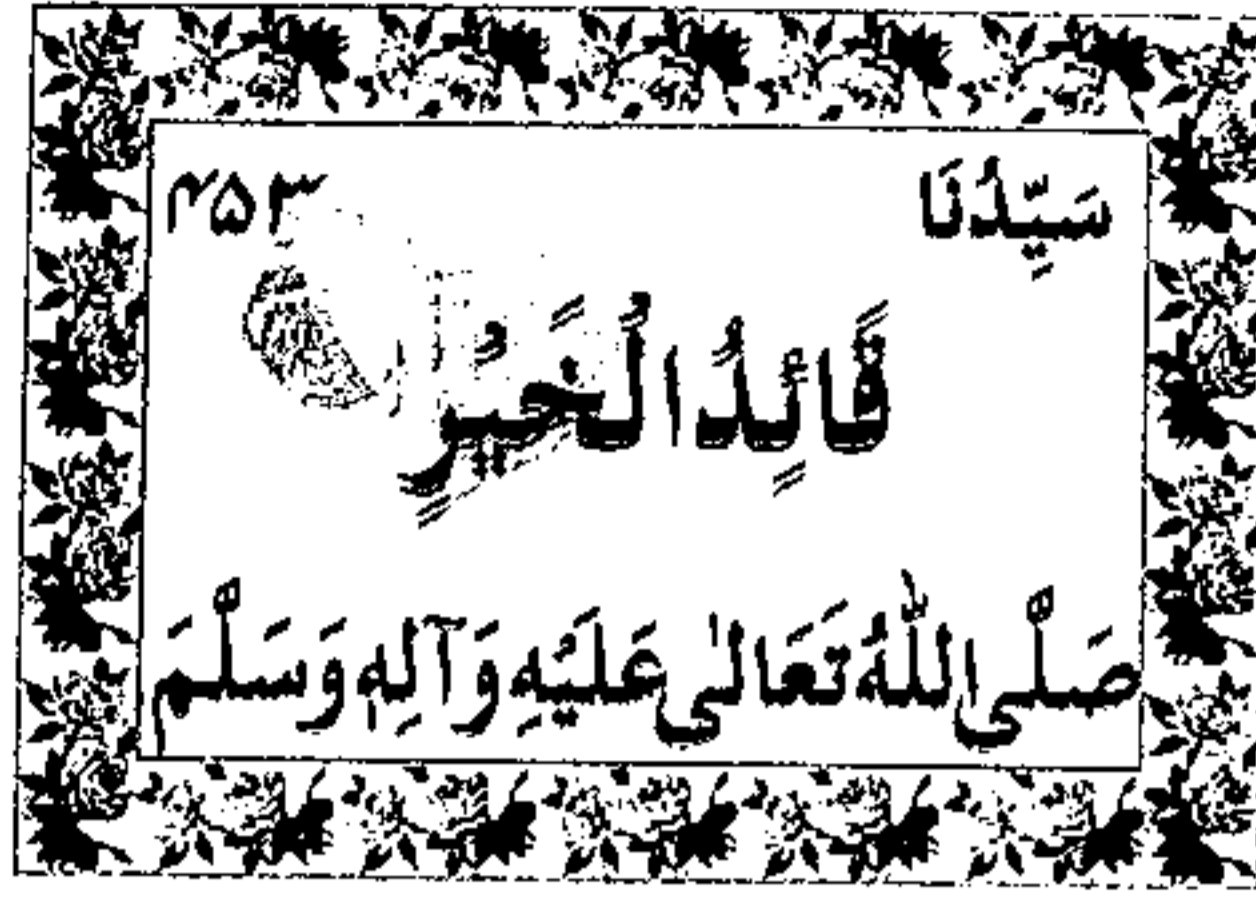 سَيِّدُنَا ۴۵۳
قَائِدُ الْخَيْرِ
صَلَّى اللّٰهُ تَعَالٰى عَلَيْهِ وَآلِهٖ وَسَلَّمَ